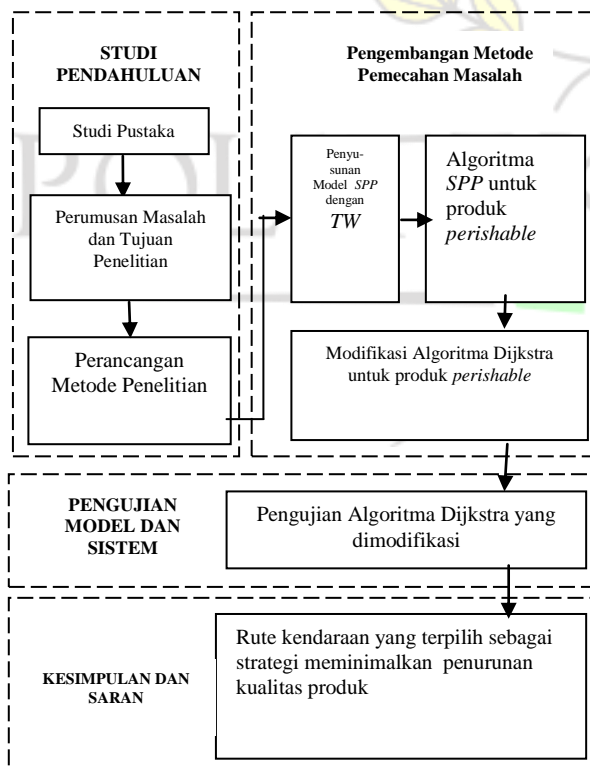 STUDI
PENDAHULUAN
Studi Pustaka
Perumusan Masalah
dan Tujuan
Penelitian
Perancangan
Metode Penelitian
Pengembangan Metode
Pemecahan Masalah
Penyu-
sunan
Model SPP
dengan
TW
Algoritma
SPP untuk
produk
perishable
Modifikasi Algoritma Dijkstra
untuk produk perishable
PENGUJIAN
MODEL DAN
SISTEM
Pengujian Algoritma Dijkstra yang
dimodifikasi
KESIMPULAN DAN
SARAN
Rute kendaraan yang terpilih sebagai
strategi meminimalkan penurunan
kualitas produk